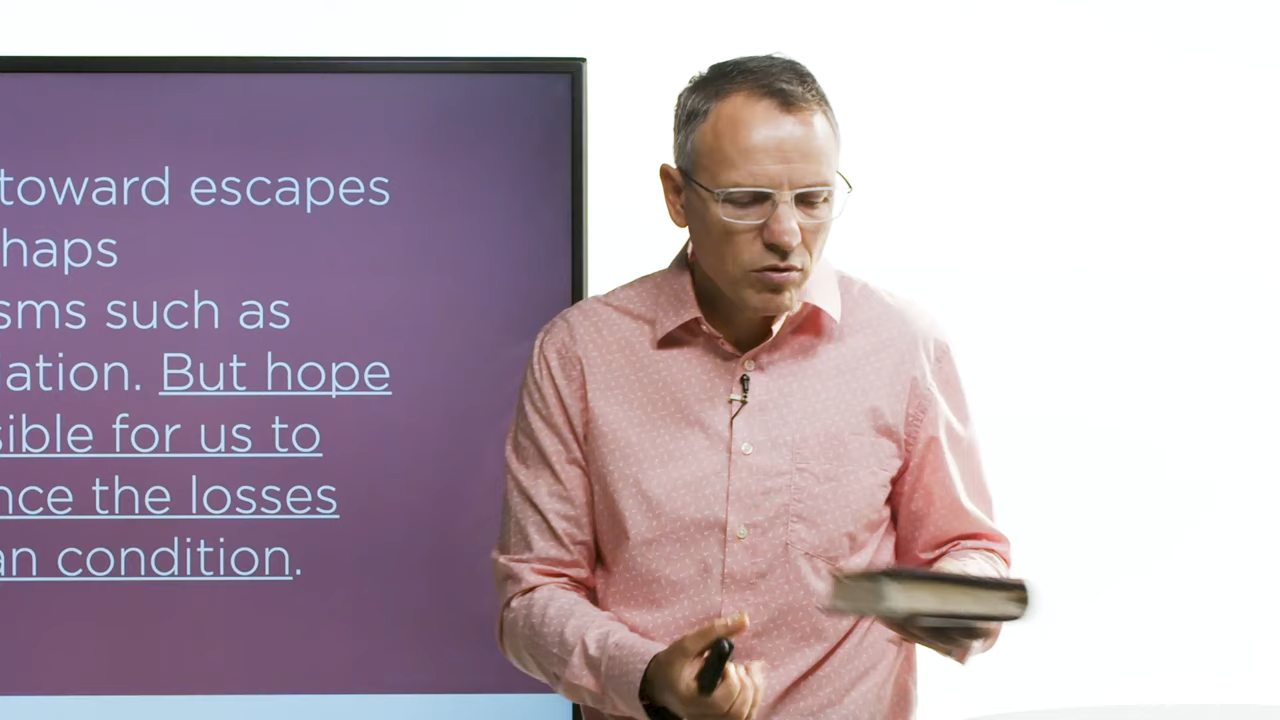 toward escapes
haps
sms such as
ation. But hope
sible for us to
nce the losses
an condition.